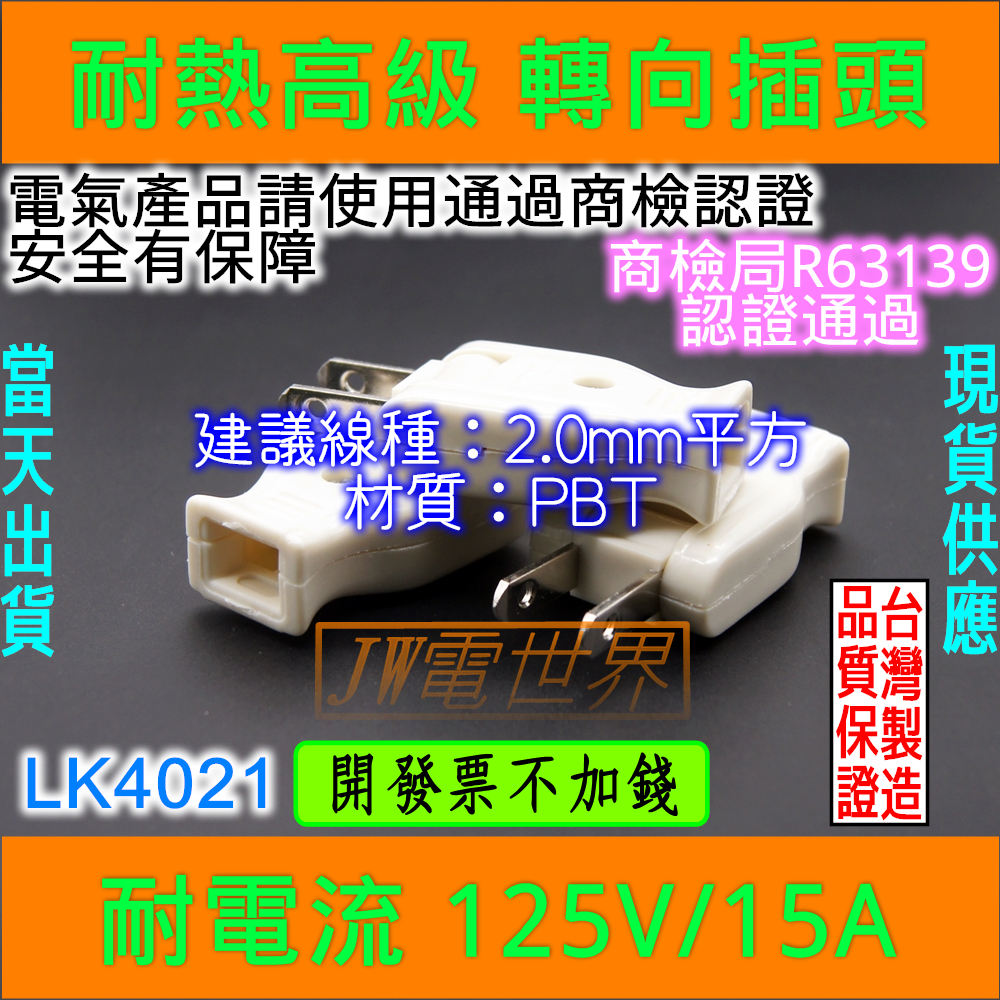 耐熱高級 轉向插頭
電氣產品請使用通過商檢認證
安全有保障
商檢局R63139
認證通過
當天出貨
現貨供應
建議線種：2.0mm平方
材質：PBT
JW電世界
台灣製造
品質保證
LK4021
開發票不加錢
耐電流 125V/15A